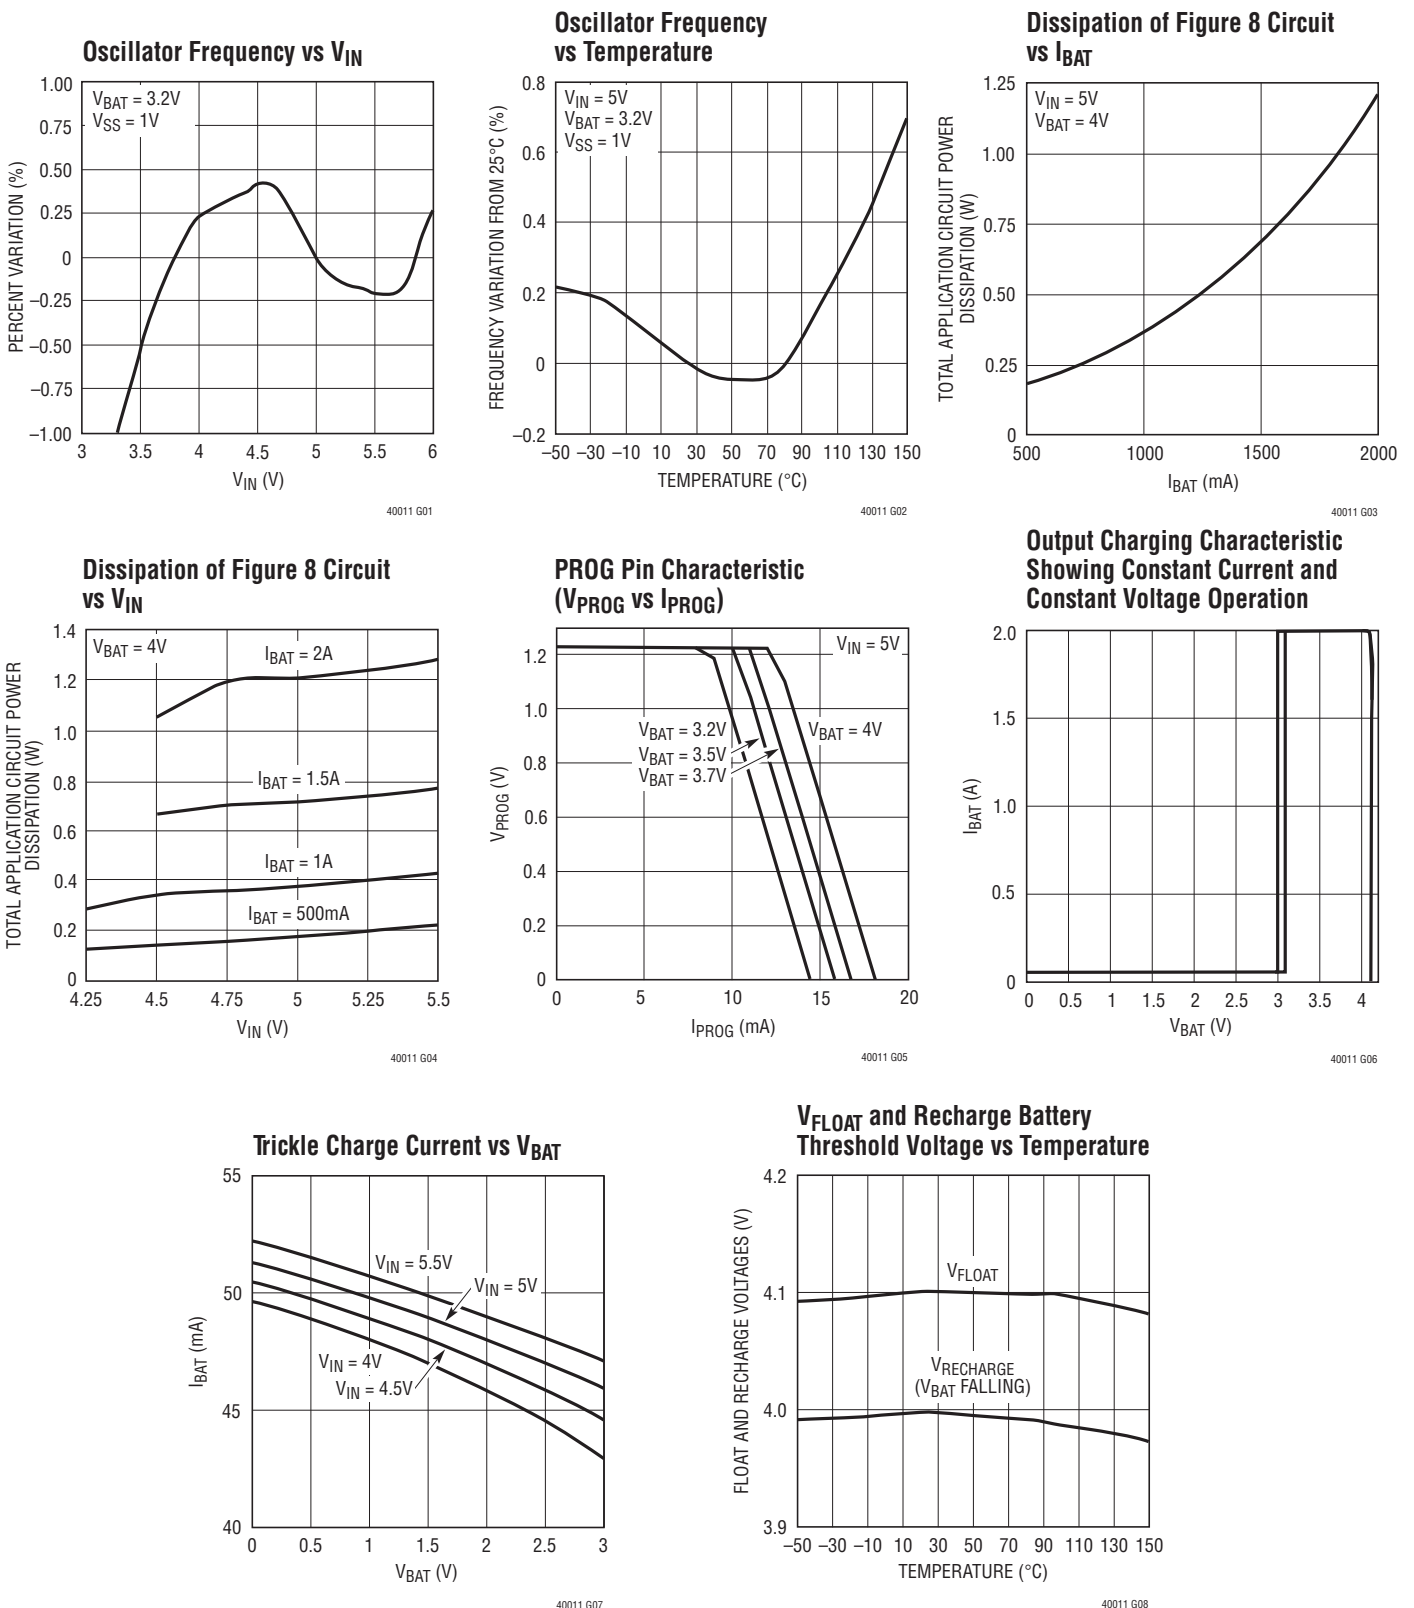 Oscillator Frequency vs VIN
1.00
0.75
0.50
0.25
0
–0.25
–0.50
–0.75
–1.00
PERCENT VARIATION (%)
VBAT = 3.2V
VSS = 1V
3 3.5 4 4.5 5 5.5 6
VIN (V)
40011 G01
Oscillator Frequency
vs Temperature
0.8
0.6
0.4
0.2
0
–0.2
FREQUENCY VARIATION FROM 25°C (%)
VIN = 5V
VBAT = 3.2V
VSS = 1V
–50 –30 –10 10 30 50 70 90 110 130 150
TEMPERATURE (°C)
40011 G02
Dissipation of Figure 8 Circuit
vs IBAT
1.25
1.00
0.75
0.50
0.25
0
TOTAL APPLICATION CIRCUIT POWER
DISSIPATION (W)
VIN = 5V
VBAT = 4V
500 1000 1500 2000
IBAT (mA)
40011 G03
Dissipation of Figure 8 Circuit
vs VIN
1.4
1.2
1.0
0.8
0.6
0.4
0.2
0
TOTAL APPLICATION CIRCUIT POWER
DISSIPATION (W)
VBAT = 4V
IBAT = 2A
IBAT = 1.5A
IBAT = 1A
IBAT = 500mA
4.25 4.5 4.75 5 5.25 5.5
VIN (V)
40011 G04
PROG Pin Characteristic
(VPROG vs IPROG)
1.2
1.0
0.8
0.6
0.4
0.2
0
VPROG (V)
VIN = 5V
VBAT = 3.2V
VBAT = 3.5V
VBAT = 3.7V
VBAT = 4V
0 5 10 15 20
IPROG (mA)
40011 G05
Output Charging Characteristic
Showing Constant Current and
Constant Voltage Operation
2.0
1.5
1.0
0.5
0
IBAT (A)
0 0.5 1 1.5 2 2.5 3 3.5 4
VBAT (V)
40011 G06
Trickle Charge Current vs VBAT
55
50
45
40
IBAT (mA)
VIN = 5.5V
VIN = 5V
VIN = 4V
VIN = 4.5V
0 0.5 1 1.5 2 2.5 3
VBAT (V)
40011 G07
VFLOAT and Recharge Battery
Threshold Voltage vs Temperature
4.2
4.1
4.0
3.9
FLOAT AND RECHARGE VOLTAGES (V)
VFLOAT
VRECHARGE
(VBAT FALLING)
–50 –30 –10 10 30 50 70 90 110 130 150
TEMPERATURE (°C)
40011 G08